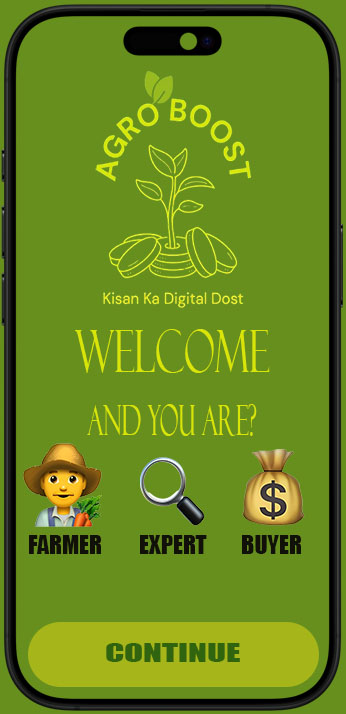 AGRO BOOST
Kisan Ka Digital Dost
WELCOME
AND YOU ARE?
FARMER EXPERT BUYER
CONTINUE